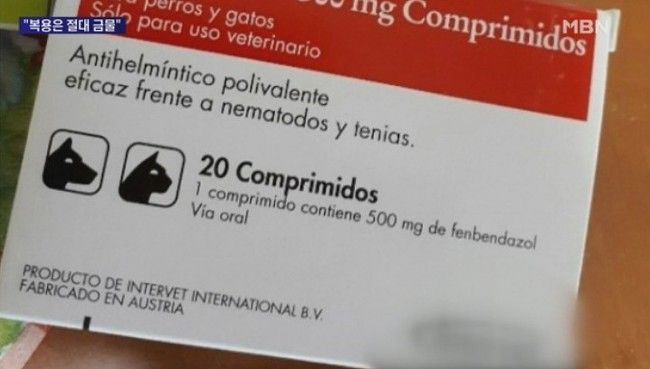 "복용은 절대 금물"
MBN
perros y gatos
mg Comprimidos
Sólo para uso veterinario
Antihelmíntico polivalente
eficaz frente a nematodos y tenias.
20 Comprimidos
1 comprimido contiene 500 mg de fenbendazol
Vía oral
PRODUCTO DE INTERVET INTERNATIONAL B.V.
FABRICADO EN AUSTRIA